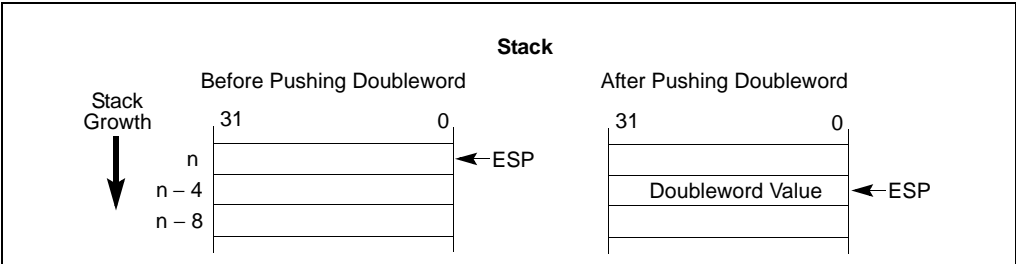 Stack
Before Pushing Doubleword
After Pushing Doubleword
Stack
Growth
31 0
31 0
n
ESP
n − 4
Doubleword Value
ESP
n − 8